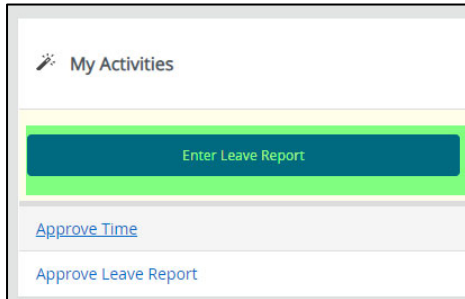 My Activities
Enter Leave Report
Approve Time
Approve Leave Report